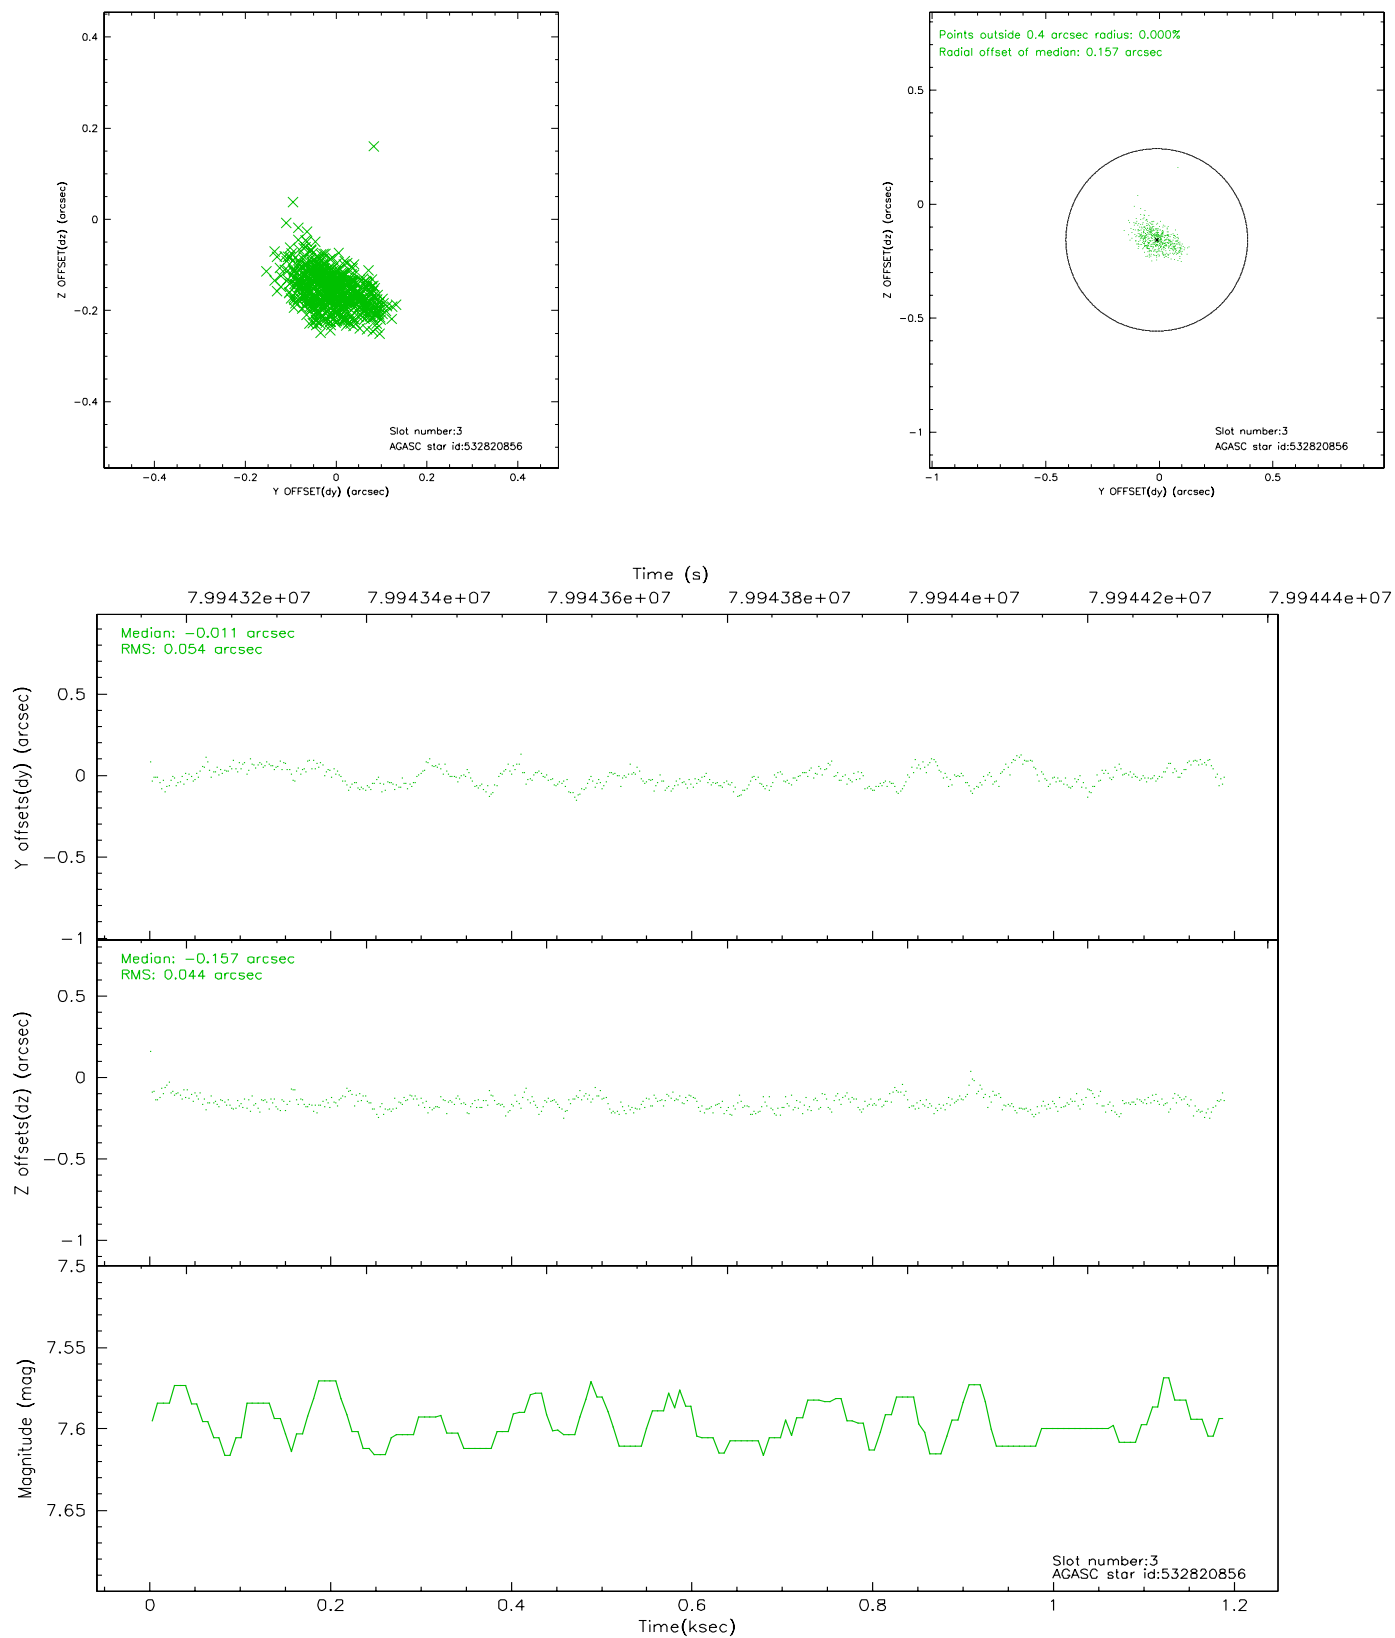 0.4
0.2
0
-0.2
-0.4
Z OFFSET(dz) (arcsec)
Slot number:3
AGASC star id:532820856
-0.4 -0.2 0 0.2 0.4
Y OFFSET(dy) (arcsec)
Points outside 0.4 arcsec radius: 0.000%
Radial offset of median: 0.157 arcsec
0.5
0
-0.5
-1
Z OFFSET(dz) (arcsec)
Slot number:3
AGASC star id:532820856
-1 -0.5 0 0.5
Y OFFSET(dy) (arcsec)
Time (s)
7.99432e+07 7.99434e+07 7.99436e+07 7.99438e+07 7.9944e+07 7.99442e+07 7.99444e+07
Median: -0.011 arcsec
RMS: 0.054 arcsec
0.5
0
-0.5
-1
Y offsets(dy) (arcsec)
Median: -0.157 arcsec
RMS: 0.044 arcsec
0.5
0
-0.5
-1
Z offsets(dz) (arcsec)
7.5
7.55
7.6
7.65
Magnitude (mag)
Slot number:3
AGASC star id:532820856
0 0.2 0.4 0.6 0.8 1 1.2
Time(ksec)